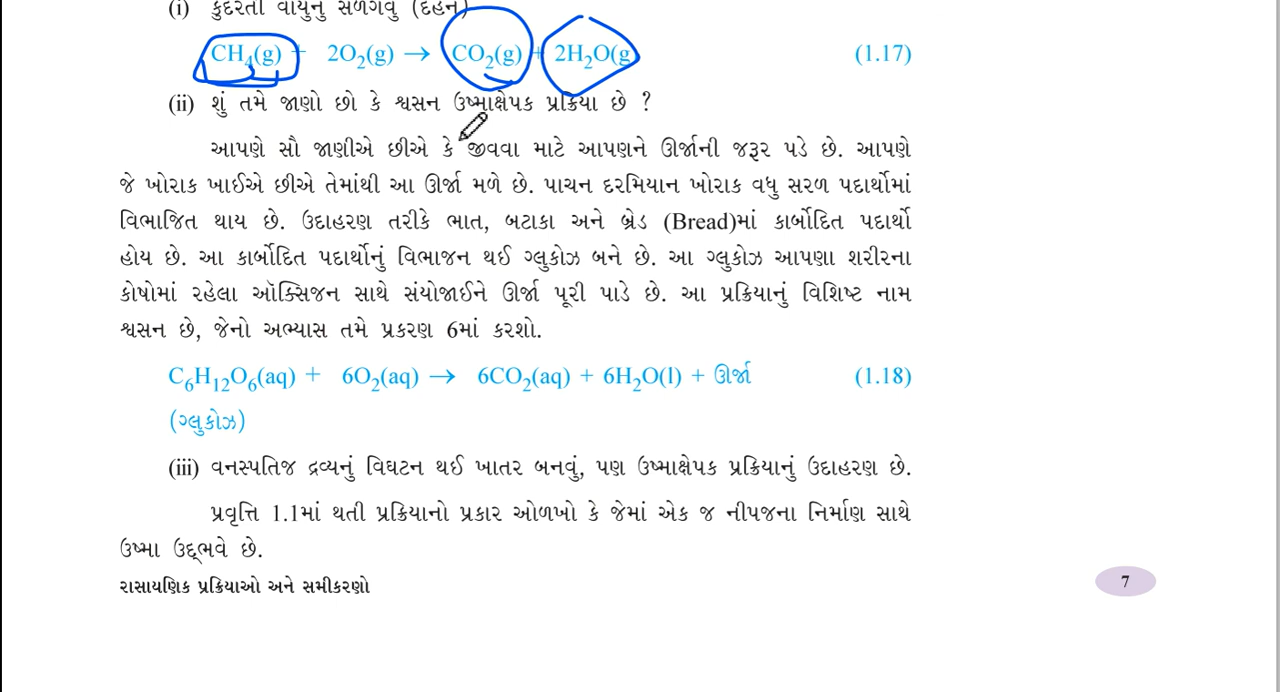 (i) કુદરતી વાયુનું સળગવું (દહન)
CH₄(g) + 2O₂(g) → CO₂(g) + 2H₂O(g) (1.17)
(ii) શું તમે જાણો છો કે શ્વસન ઉષ્માક્ષેપક પ્રક્રિયા છે ?
આપણે સૌ જાણીએ છીએ કે જીવવા માટે આપણને ઊર્જાની જરૂર પડે છે. આપણે
જે ખોરાક ખાઈએ છીએ તેમાંથી આ ઊર્જા મળે છે. પાચન દરમિયાન ખોરાક વધુ સરળ પદાર્થોમાં
વિભાજિત થાય છે. ઉદાહરણ તરીકે ભાત, બટાકા અને બ્રેડ (Bread)માં કાર્બોદિત પદાર્થો
હોય છે. આ કાર્બોદિત પદાર્થોનું વિભાજન થઈ ગ્લુકોઝ બને છે. આ ગ્લુકોઝ આપણા શરીરના
કોષોમાં રહેલા ઑક્સિજન સાથે સંયોજાઈને ઊર્જા પૂરી પાડે છે. આ પ્રક્રિયાનું વિશિષ્ટ નામ
શ્વસન છે, જેનો અભ્યાસ તમે પ્રકરણ 6માં કરશો.
C₆H₁₂O₆(aq) + 6O₂(aq) → 6CO₂(aq) + 6H₂O(l) + ઊર્જા (1.18)
(ગ્લુકોઝ)
(iii) વનસ્પતિજ દ્રવ્યનું વિઘટન થઈ ખાતર બનવું, પણ ઉષ્માક્ષેપક પ્રક્રિયાનું ઉદાહરણ છે.
પ્રવૃત્તિ 1.1માં થતી પ્રક્રિયાનો પ્રકાર ઓળખો કે જેમાં એક જ નીપજના નિર્માણ સાથે
ઉષ્મા ઉદ્ભવે છે.
રાસાયણિક પ્રક્રિયાઓ અને સમીકરણો 7